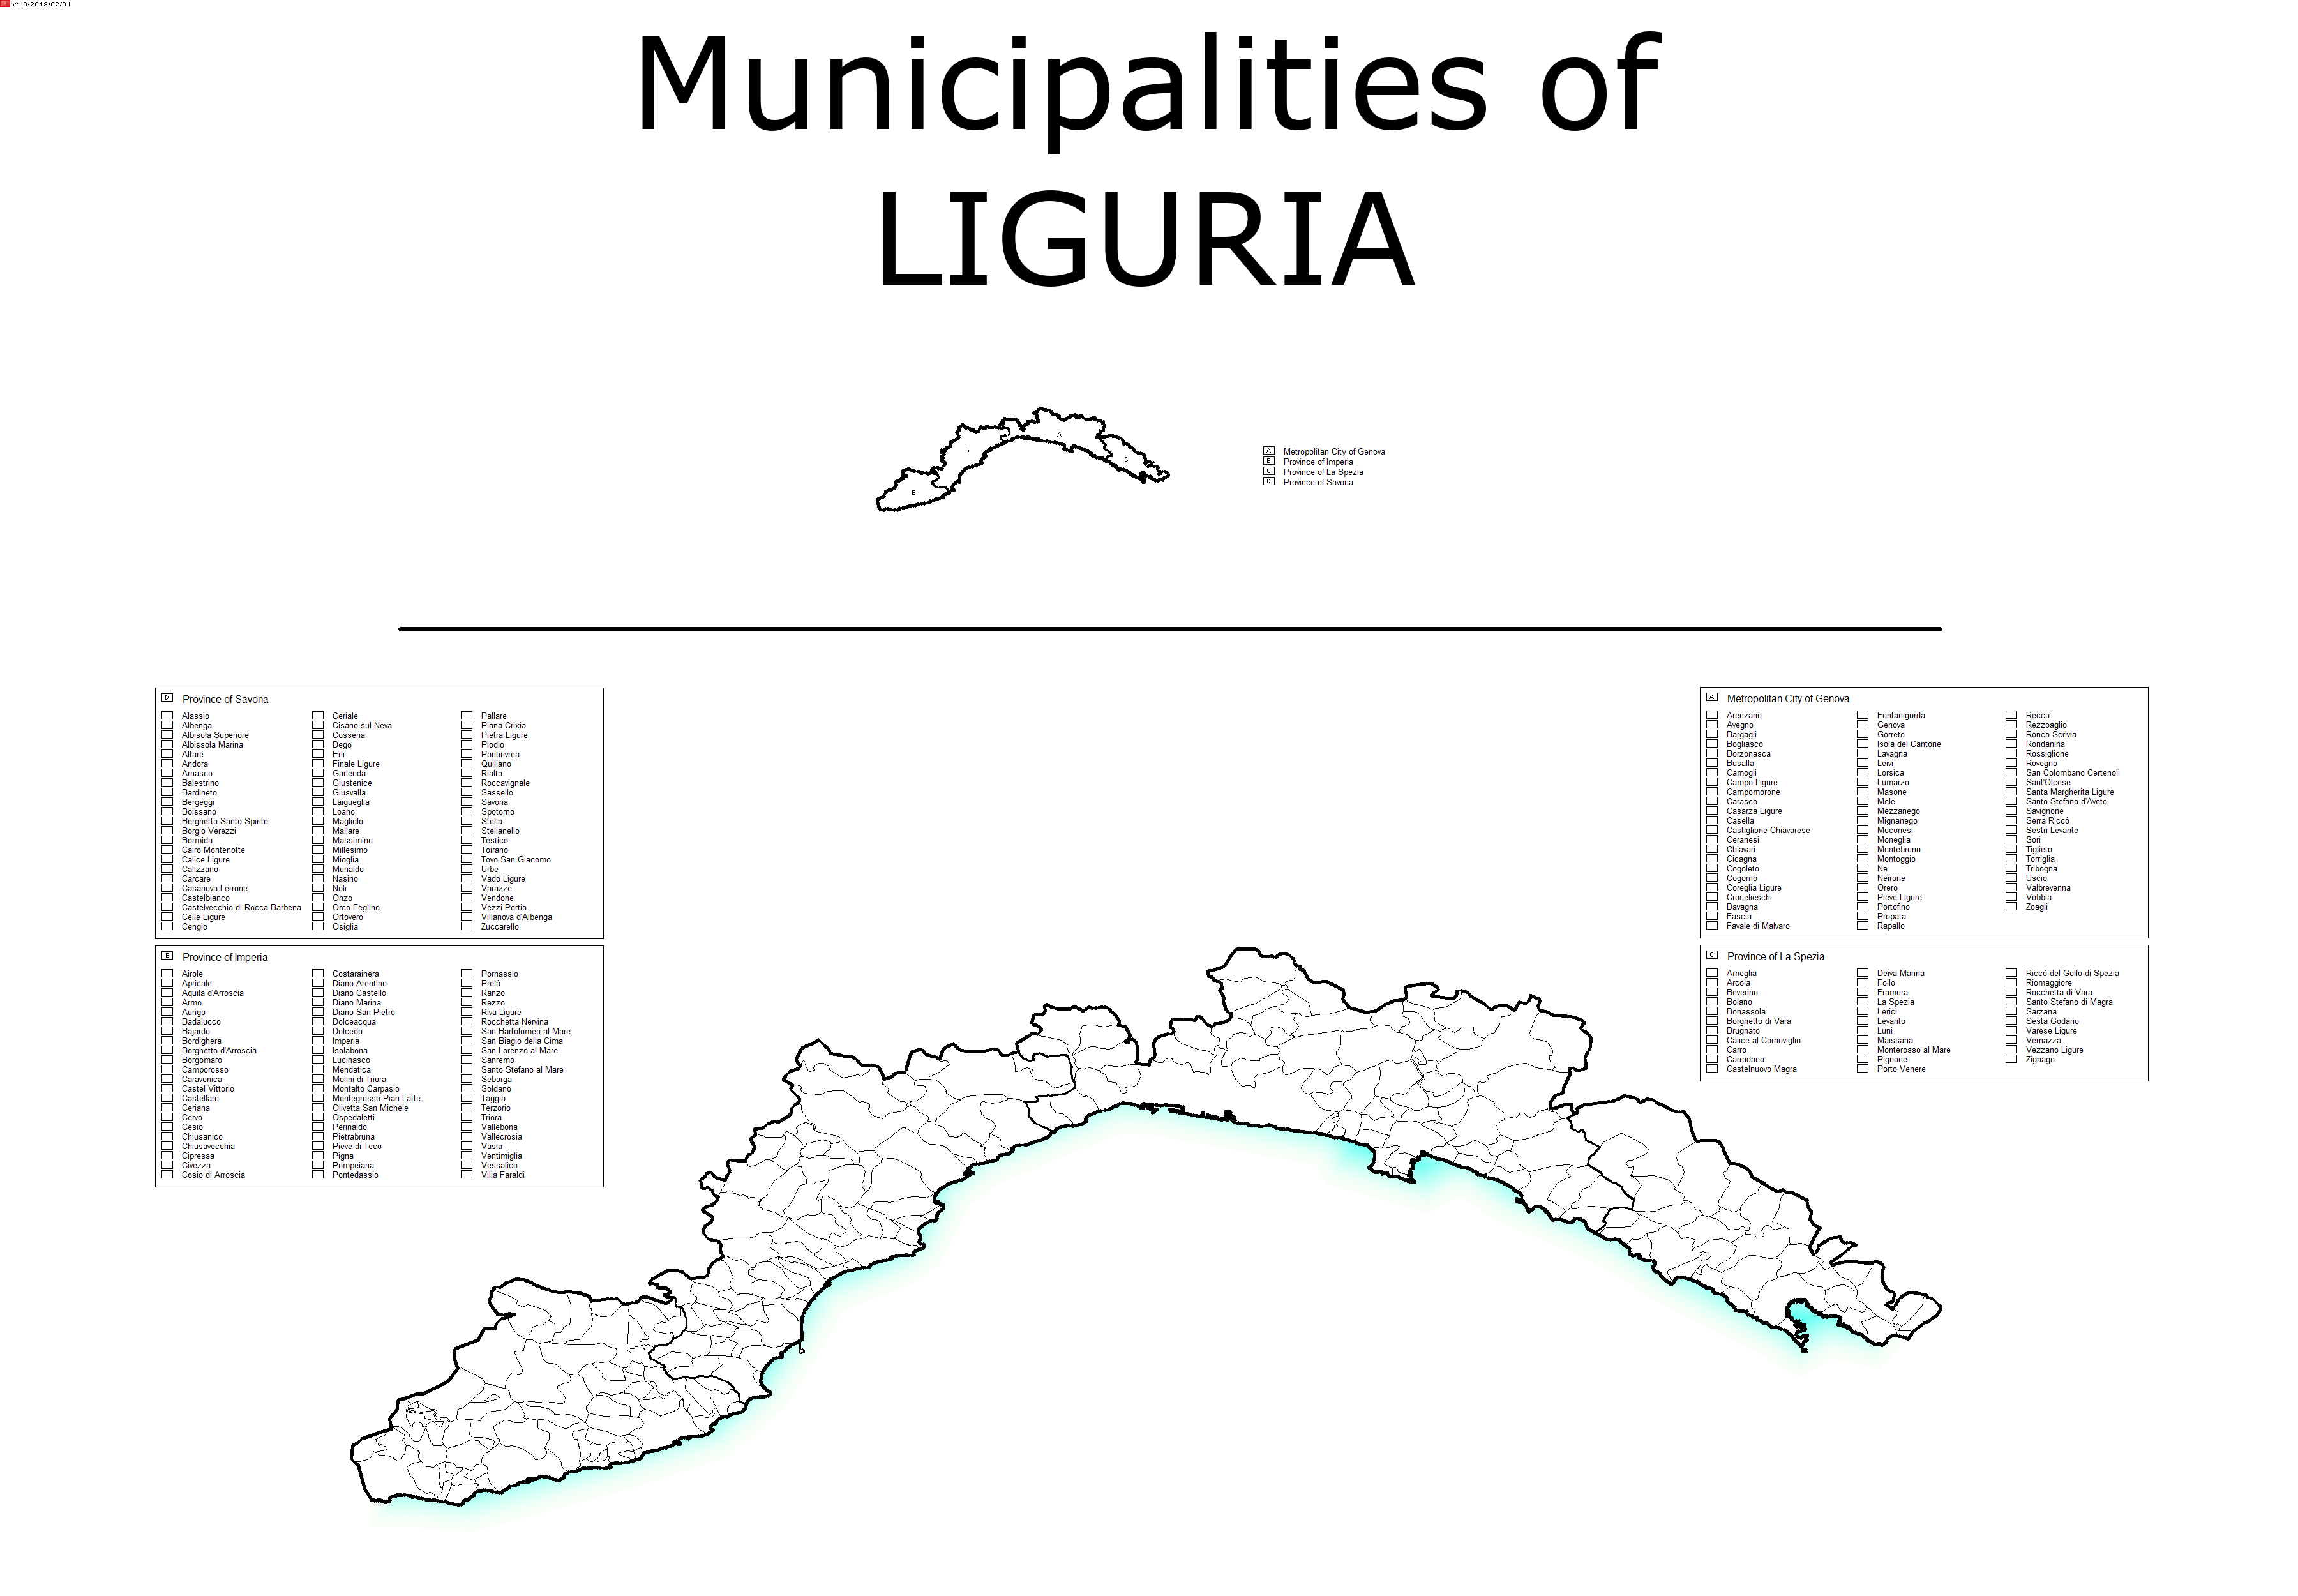 v1.0-2019/02/01
Municipalities of
LIGURIA
A
D
C
B
A Metropolitan City of Genova
B Province of Imperia
C Province of La Spezia
D Province of Savona
D Province of Savona
Alassio
Albenga
Albisola Superiore
Albissola Marina
Altare
Andora
Arnasco
Balestrino
Bardineto
Bergeggi
Boissano
Borghetto Santo Spirito
Borgio Verezzi
Bormida
Cairo Montenotte
Calice Ligure
Calizzano
Carcare
Casanova Lerrone
Castelbianco
Castelvecchio di Rocca Barbena
Celle Ligure
Cengio
Ceriale
Cisano sul Neva
Cosseria
Dego
Erli
Finale Ligure
Garlenda
Giustenice
Giusvalla
Laigueglia
Loano
Magliolo
Mallare
Massimino
Millesimo
Mioglia
Murialdo
Nasino
Noli
Onzo
Orco Feglino
Ortovero
Osiglia
Pallare
Piana Crixia
Pietra Ligure
Plodio
Pontinvrea
Quiliano
Rialto
Roccavignale
Sassello
Savona
Spotorno
Stella
Stellanello
Testico
Toirano
Tovo San Giacomo
Urbe
Vado Ligure
Varazze
Vendone
Vezzi Portio
Villanova d'Albenga
Zuccarello
B Province of Imperia
Airole
Apricale
Aquila d'Arroscia
Armo
Aurigo
Badalucco
Bajardo
Bordighera
Borghetto d'Arroscia
Borgomaro
Camporosso
Caravonica
Castel Vittorio
Castellaro
Ceriana
Cervo
Cesio
Chiusanico
Chiusavecchia
Cipressa
Civezza
Cosio di Arroscia
Costarainera
Diano Arentino
Diano Castello
Diano Marina
Diano San Pietro
Dolceacqua
Dolcedo
Imperia
Isolabona
Lucinasco
Mendatica
Molini di Triora
Montalto Carpasio
Montegrosso Pian Latte
Olivetta San Michele
Ospedaletti
Perinaldo
Pietrabruna
Pieve di Teco
Pigna
Pompeiana
Pontedassio
Pornassio
Prelà
Ranzo
Rezzo
Riva Ligure
Rocchetta Nervina
San Bartolomeo al Mare
San Biagio della Cima
San Lorenzo al Mare
Sanremo
Santo Stefano al Mare
Seborga
Soldano
Taggia
Terzorio
Triora
Vallebona
Vallecrosia
Vasia
Ventimiglia
Vessalico
Villa Faraldi
A Metropolitan City of Genova
Arenzano
Avegno
Bargagli
Bogliasco
Borzonasca
Busalla
Camogli
Campo Ligure
Campomorone
Carasco
Casarza Ligure
Casella
Castiglione Chiavarese
Ceranesi
Chiavari
Cicagna
Cogoleto
Cogorno
Coreglia Ligure
Crocefieschi
Davagna
Fascia
Favale di Malvaro
Fontanigorda
Genova
Gorreto
Isola del Cantone
Lavagna
Leivi
Lorsica
Lumarzo
Masone
Mele
Mezzanego
Mignanego
Moconesi
Moneglia
Montebruno
Montoggio
Ne
Neirone
Orero
Pieve Ligure
Portofino
Propata
Rapallo
Recco
Rezzoaglio
Ronco Scrivia
Rondanina
Rossiglione
Rovegno
San Colombano Certenoli
Sant'Olcese
Santa Margherita Ligure
Santo Stefano d'Aveto
Savignone
Serra Riccò
Sestri Levante
Sori
Tiglieto
Torriglia
Tribogna
Uscio
Valbrevenna
Vobbia
Zoagli
C Province of La Spezia
Ameglia
Arcola
Beverino
Bolano
Bonassola
Borghetto di Vara
Brugnato
Calice al Cornoviglio
Carro
Carrodano
Castelnuovo Magra
Deiva Marina
Follo
Framura
La Spezia
Lerici
Levanto
Luni
Maissana
Monterosso al Mare
Pignone
Porto Venere
Riccò del Golfo di Spezia
Riomaggiore
Rocchetta di Vara
Santo Stefano di Magra
Sarzana
Sesta Godano
Varese Ligure
Vernazza
Vezzano Ligure
Zignago